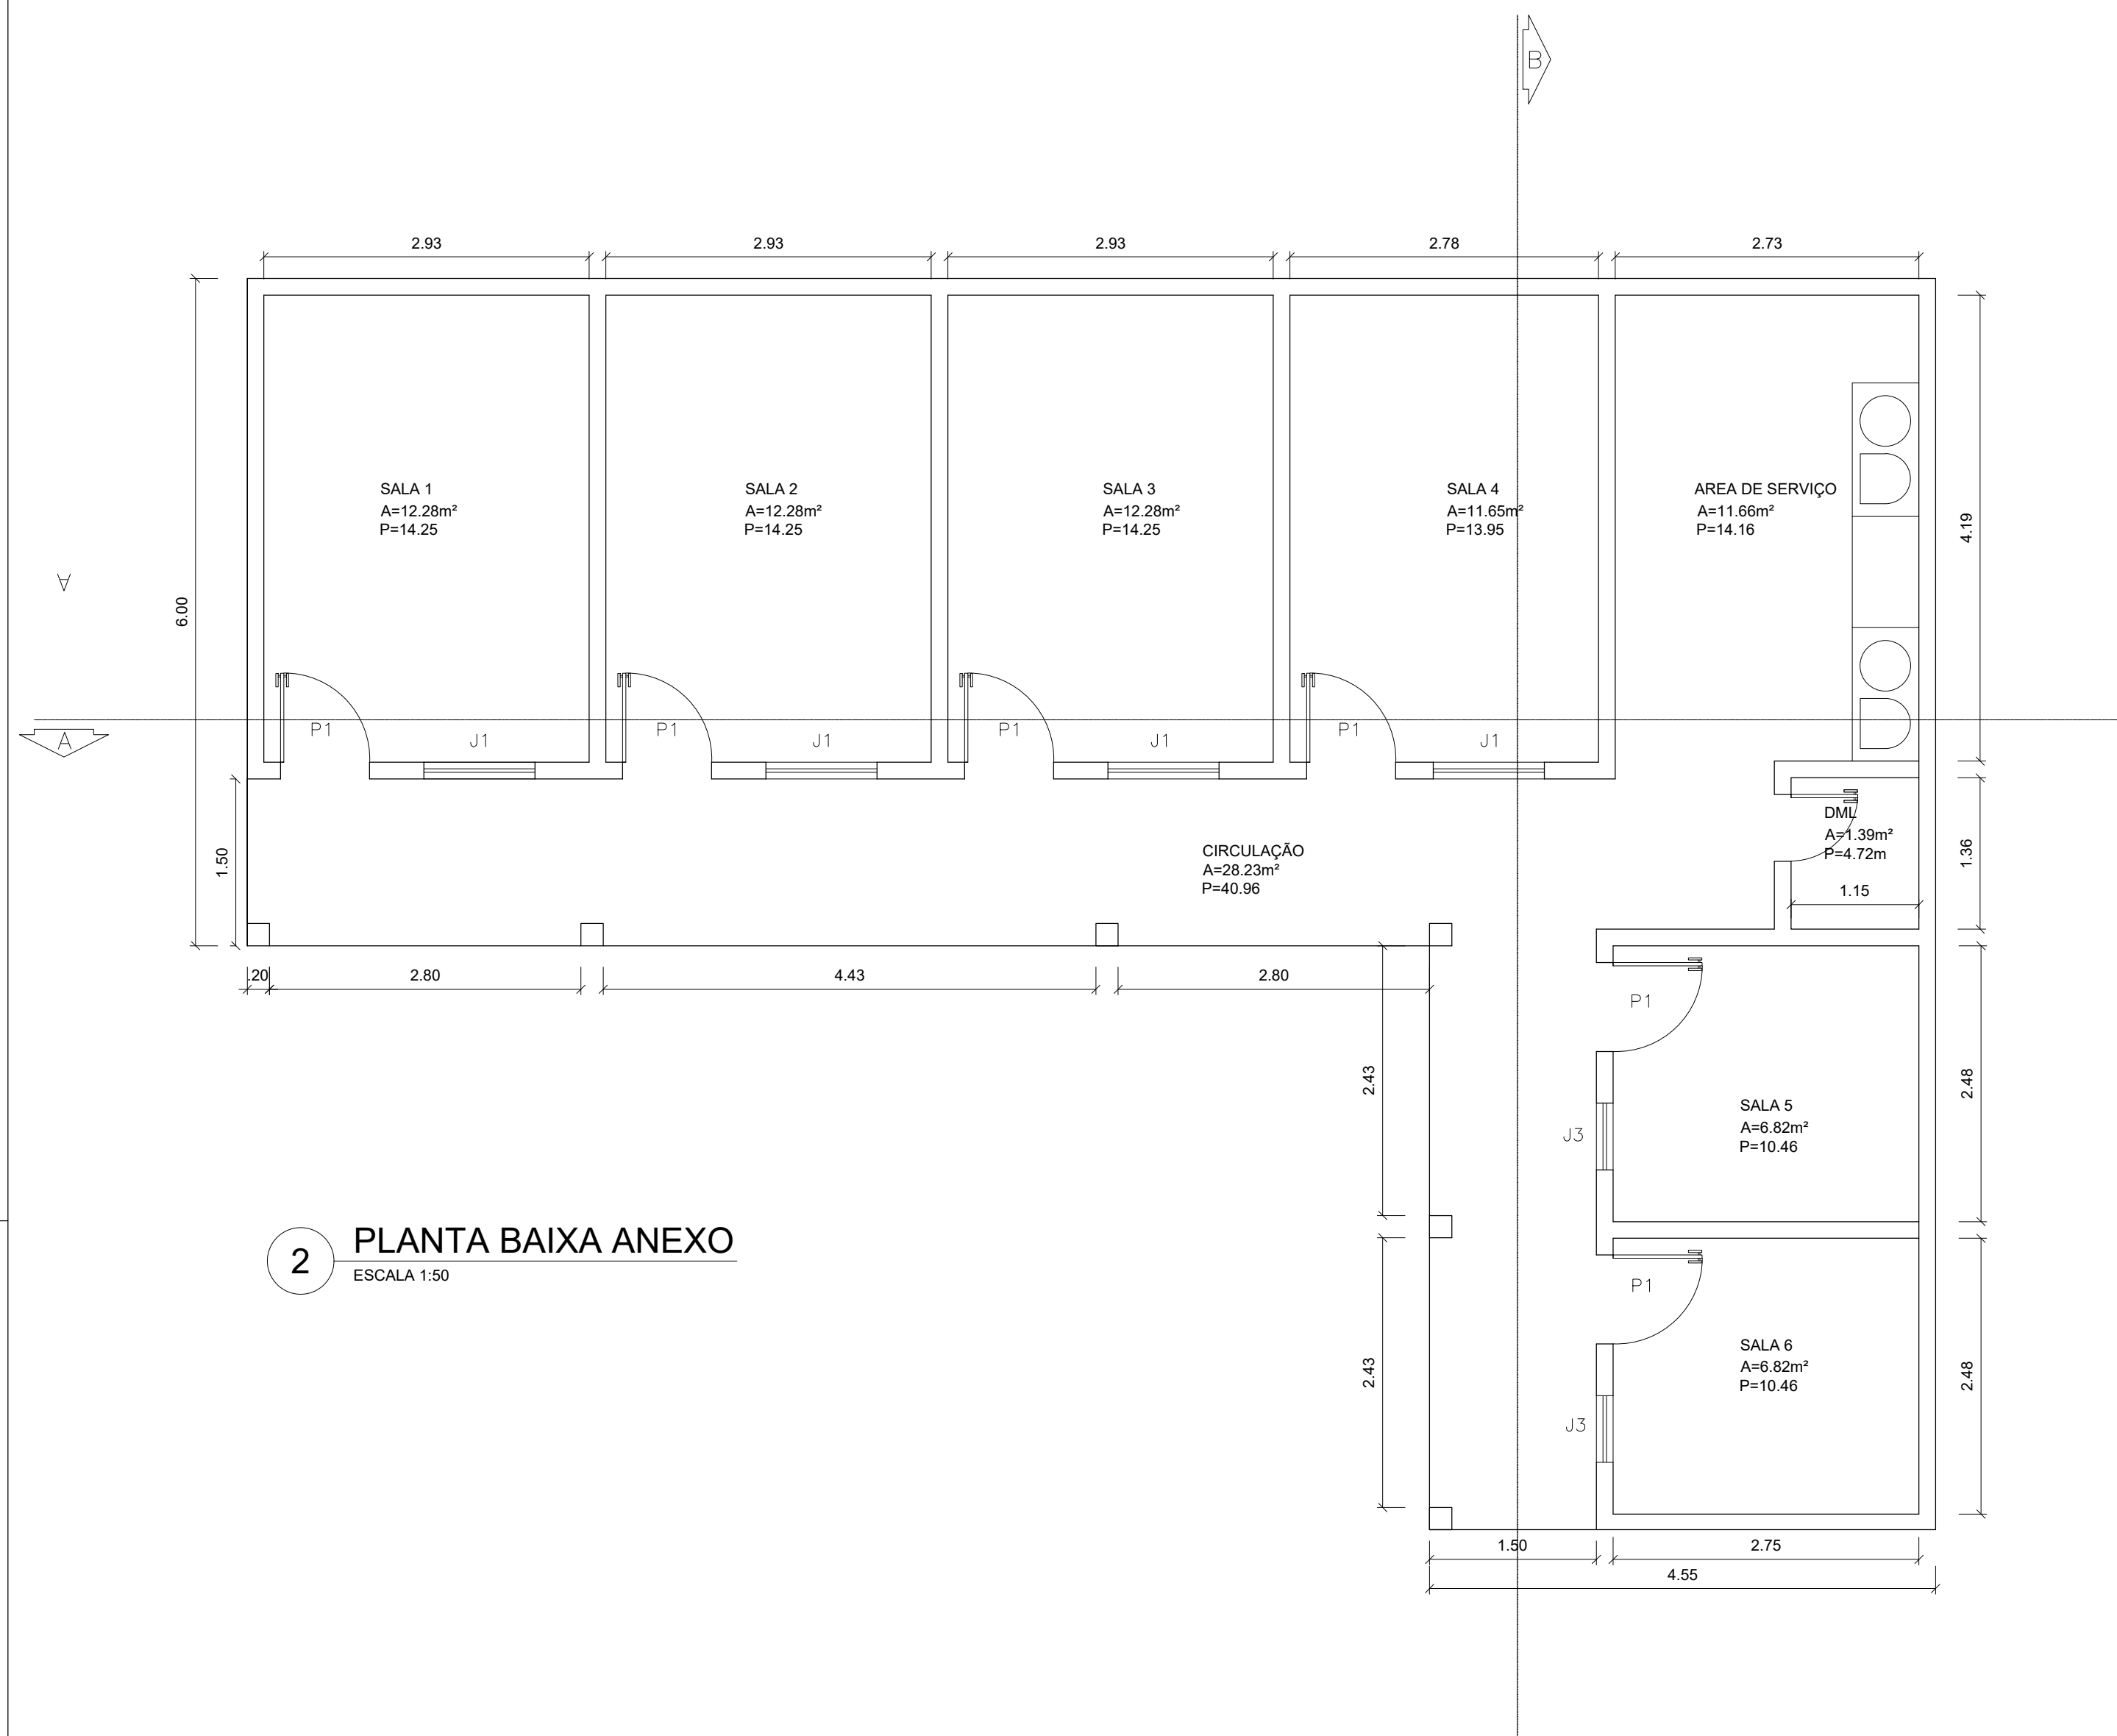 B
2.93
2.93
2.93
2.78
2.73
SALA 1
A=12.28m²
P=14.25
SALA 2
A=12.28m²
P=14.25
SALA 3
A=12.28m²
P=14.25
SALA 4
A=11.65m²
P=13.95
AREA DE SERVIÇO
A=11.66m²
P=14.16
4.19
A
6.00
A
P1
J1
P1
J1
P1
J1
P1
J1
1.50
CIRCULAÇÃO
A=28.23m²
P=40.96
DML
A=1.39m²
P=4.72m
1.15
1.36
.20
2.80
4.43
2.80
P1
2.43
2.48
SALA 5
A=6.82m²
P=10.46
J3
2
PLANTA BAIXA ANEXO
ESCALA 1:50
P1
SALA 6
A=6.82m²
P=10.46
2.43
2.48
J3
1.50
2.75
4.55